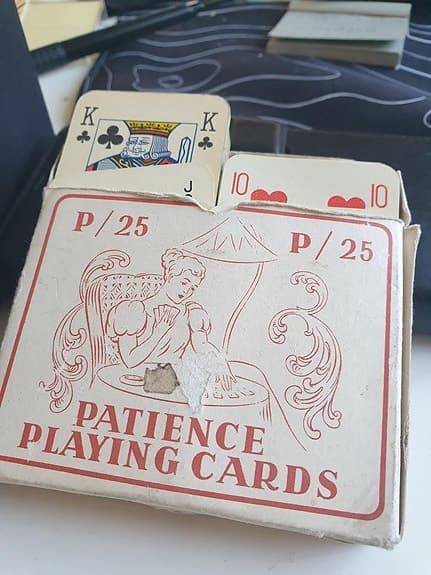 K K
J
10 10
P/25 P/25
PATIENCE
PLAYING CARDS